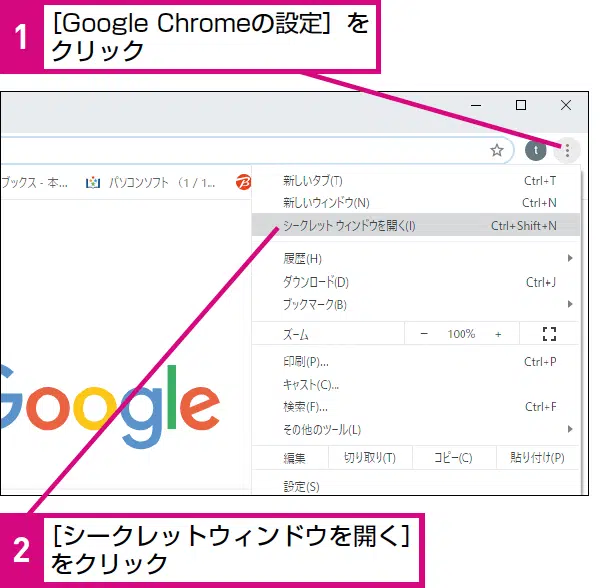 1
［Google Chromeの設定］を
クリック
t
ブックス - 本...
パソコンソフト （1 / 1...
B
新しいタブ(T) Ctrl+T
新しいウィンドウ(N) Ctrl+N
シークレット ウィンドウを開く(I) Ctrl+Shift+N
履歴(H)
ダウンロード(D) Ctrl+J
ブックマーク(B)
ズーム − 100% +
印刷(P)... Ctrl+P
キャスト(C)...
検索(F)... Ctrl+F
その他のツール(L)
編集 切り取り(T) コピー(C) 貼り付け(P)
設定(S)
Google
2
［シークレットウィンドウを開く］
をクリック